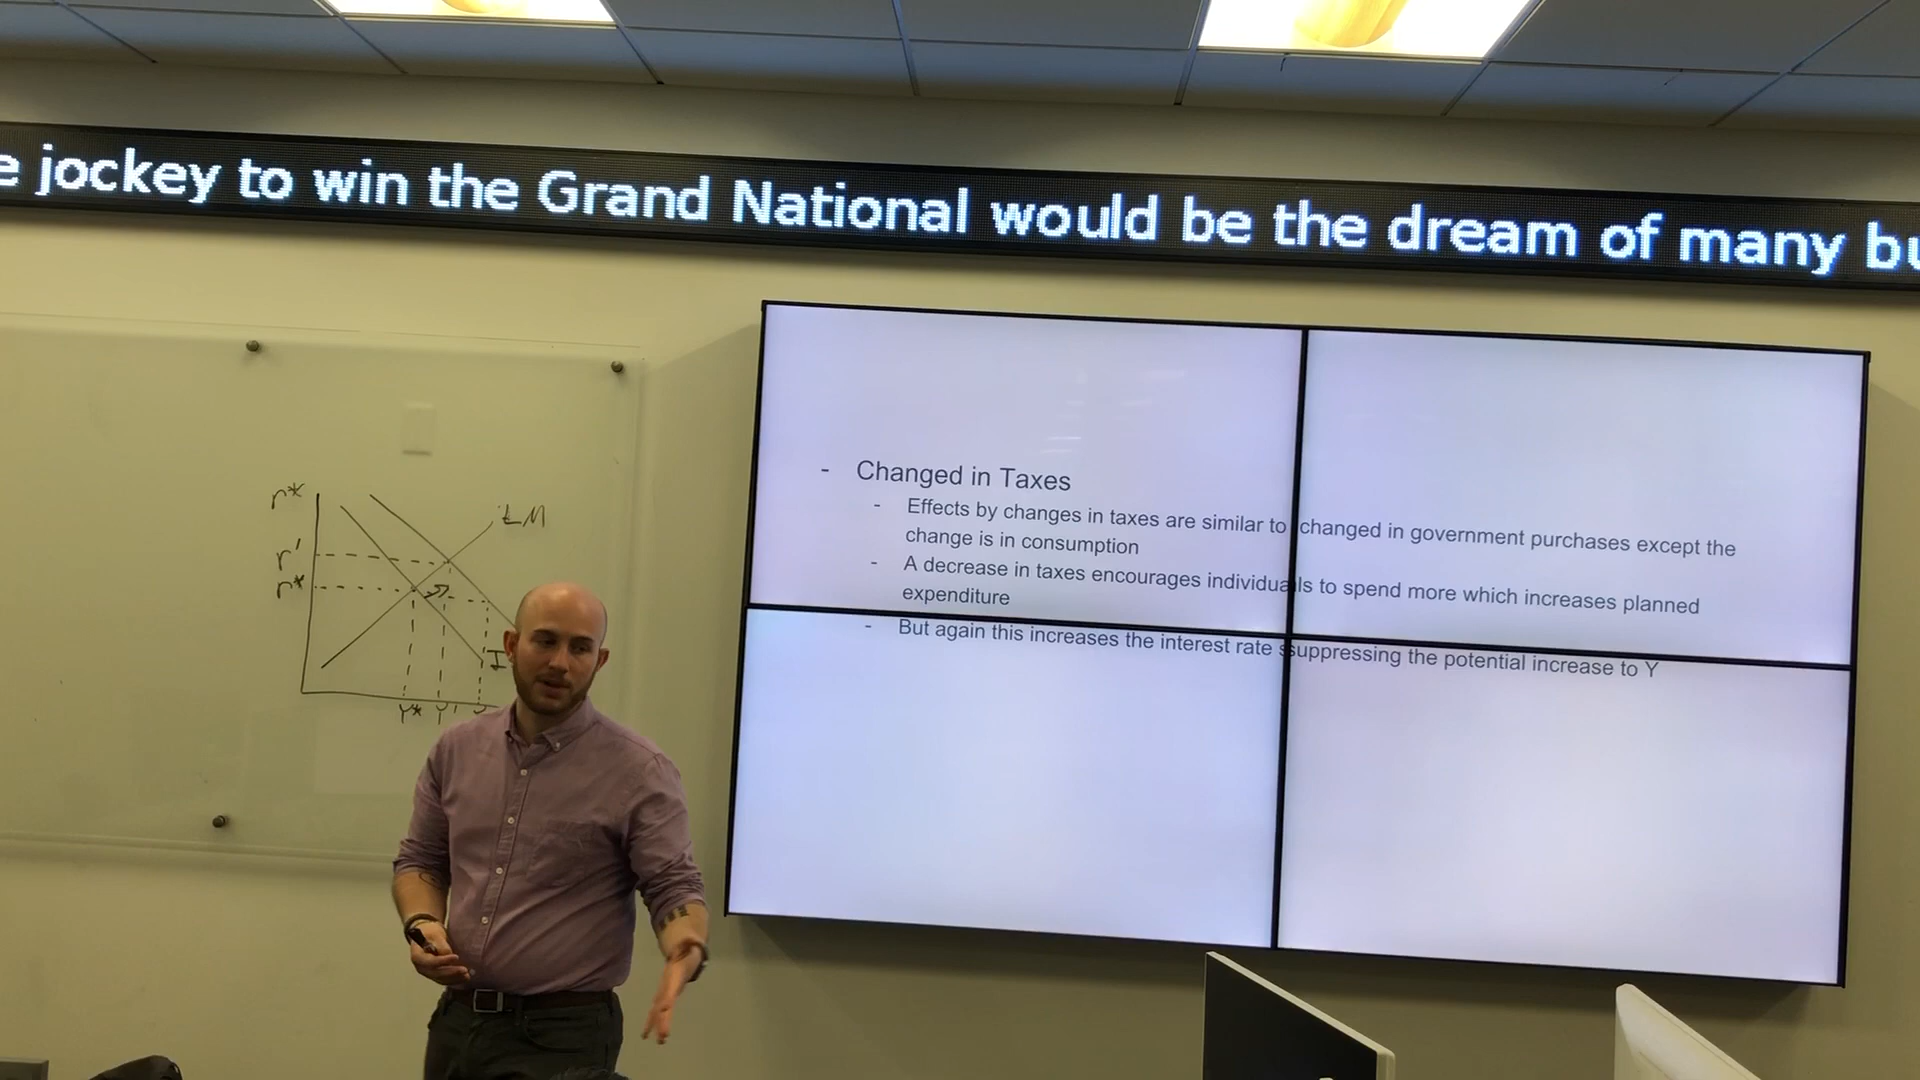 e jockey to win the Grand National would be the dream of many bu
- Changed in Taxes
- Effects by changes in taxes are similar to changed in government purchases except the
change is in consumption
- A decrease in taxes encourages individuals to spend more which increases planned
expenditure
- But again this increases the interest rate suppressing the potential increase to Y
r*
LM
r'
r*
I
Y* Y'